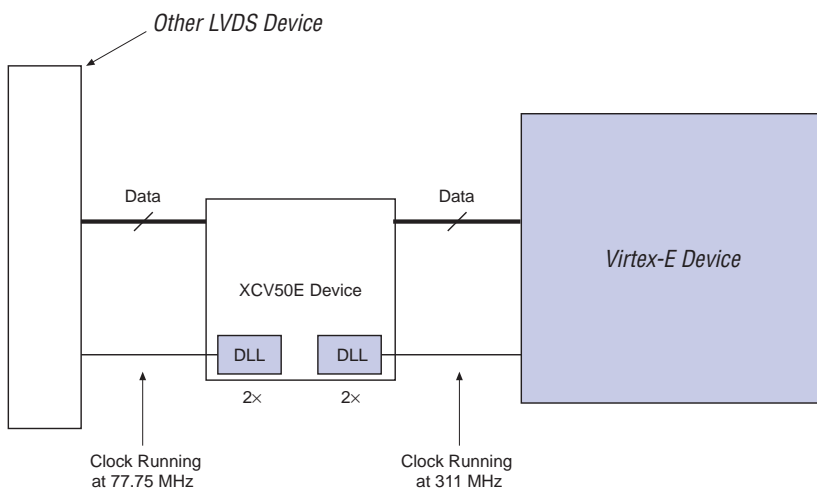 Other LVDS Device
Data
Data
XCV50E Device
Virtex-E Device
DLL
DLL
2×
2×
Clock Running
at 77.75 MHz
Clock Running
at 311 MHz